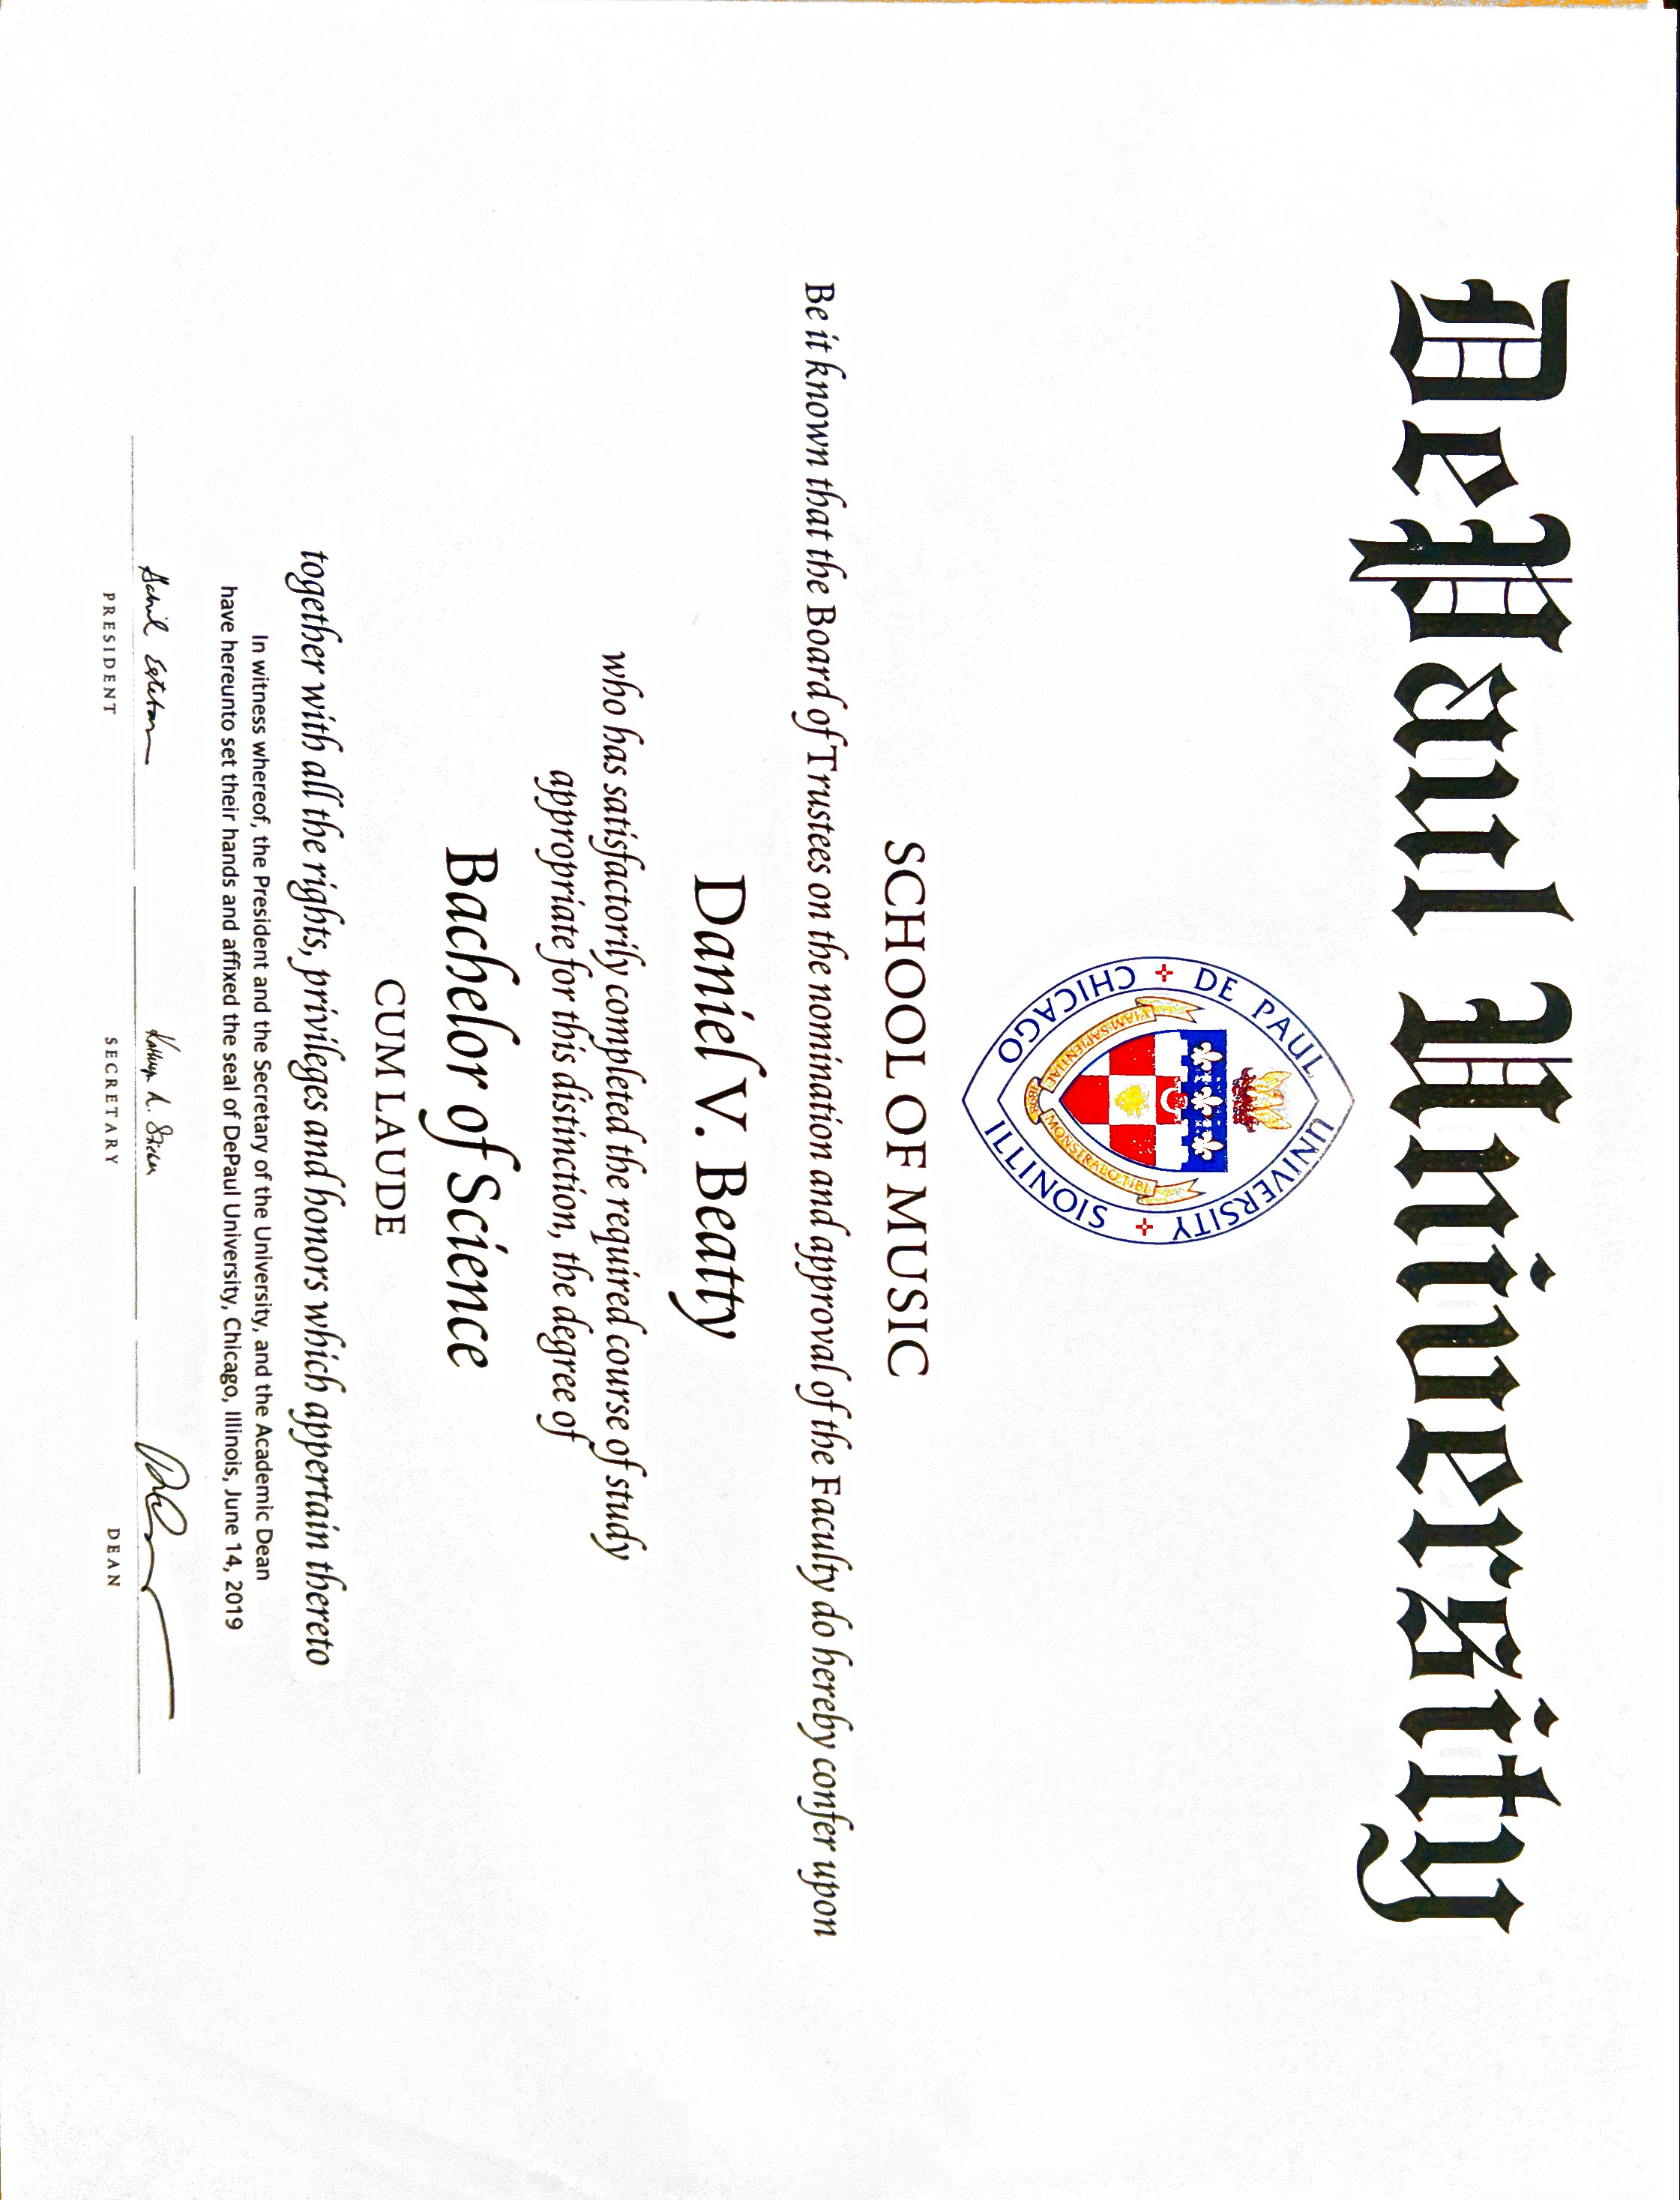 DePaul University
DE PAUL UNIVERSITY
CHICAGO ILLINOIS
VIAM SAPIENTIAE MONSTRABO TIBI
1898
SCHOOL OF MUSIC
Be it known that the Board of Trustees on the nomination and approval of the Faculty do hereby confer upon
Daniel V. Beaty
who has satisfactorily completed the required course of study
appropriate for this distinction, the degree of
Bachelor of Science
CUM LAUDE
together with all the rights, privileges and honors which appertain thereto
In witness whereof, the President and the Secretary of the University, and the Academic Dean
have hereunto set their hands and affixed the seal of DePaul University, Chicago, Illinois, June 14, 2019
PRESIDENT SECRETARY DEAN